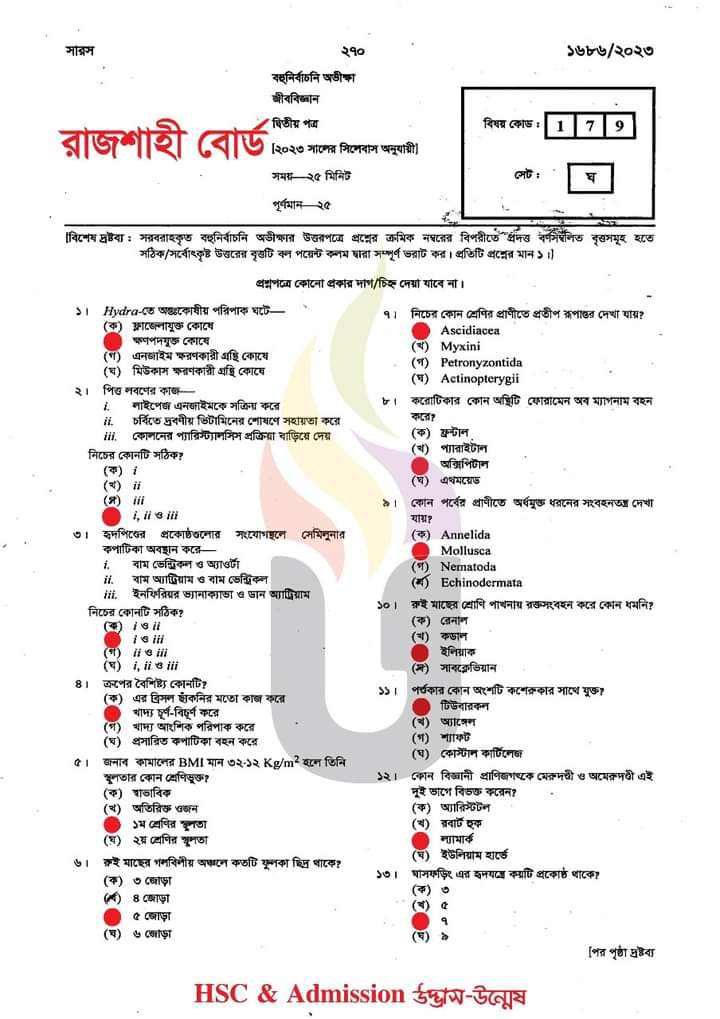 সারস
২৭০
১৬৮৬/২০২৩
বহুনির্বাচনি অভীক্ষা
জীববিজ্ঞান
রাজশাহী বোর্ড
দ্বিতীয় পত্র
[২০২৩ সালের সিলেবাস অনুযায়ী]
সময়—২৫ মিনিট
পূর্ণমান—২৫
বিষয় কোড : 1 7 9
সেট : ঘ
[বিশেষ দ্রষ্টব্য : সরবরাহকৃত বহুনির্বাচনি অভীক্ষার উত্তরপত্রে প্রশ্নের ক্রমিক নম্বরের বিপরীতে প্রদত্ত বর্ণসম্বলিত বৃত্তসমূহ হতে
সঠিক/সর্বোৎকৃষ্ট উত্তরের বৃত্তটি বল পয়েন্ট কলম দ্বারা সম্পূর্ণ ভরাট কর। প্রতিটি প্রশ্নের মান ১।]
প্রশ্নপত্রে কোনো প্রকার দাগ/চিহ্ন দেয়া যাবে না।
১। Hydra-তে অন্তঃকোষীয় পরিপাক ঘটে—
(ক) ফ্লাজেলাযুক্ত কোষে
ক্ষণপদযুক্ত কোষে
(গ) এনজাইম ক্ষরণকারী গ্রন্থি কোষে
(ঘ) মিউকাস ক্ষরণকারী গ্রন্থি কোষে
২। পিত্ত লবণের কাজ—
i. লাইপেজ এনজাইমকে সক্রিয় করে
ii. চর্বিতে দ্রবণীয় ভিটামিনের শোষণে সহায়তা করে
iii. কোলনের প্যারিস্টালসিস প্রক্রিয়া বাড়িয়ে দেয়
নিচের কোনটি সঠিক?
(ক) i
(খ) ii
(গ) iii
i, ii ও iii
৩। হৃদপিণ্ডের প্রকোষ্ঠগুলোর সংযোগস্থলে সেমিলুনার
কপাটিকা অবস্থান করে—
i. বাম ভেন্ট্রিকল ও অ্যাওর্টা
ii. বাম অ্যাট্রিয়াম ও বাম ভেন্ট্রিকল
iii. ইনফিরিয়র ভ্যানাক্যাভা ও ডান অ্যাট্রিয়াম
নিচের কোনটি সঠিক?
(ক) i ও ii
i ও iii
(গ) ii ও iii
(ঘ) i, ii ও iii
৪। ক্রপের বৈশিষ্ট্য কোনটি?
(ক) এর ব্রিসল ছাঁকনির মতো কাজ করে
খাদ্য চূর্ণ-বিচূর্ণ করে
(গ) খাদ্য আংশিক পরিপাক করে
(ঘ) প্রসারিত কপাটিকা বহন করে
৫। জনাব কামালের BMI মান ৩২·১২ Kg/m² হলে তিনি
স্থূলতার কোন শ্রেণিভুক্ত?
(ক) স্বাভাবিক
(খ) অতিরিক্ত ওজন
১ম শ্রেণির স্থূলতা
(ঘ) ২য় শ্রেণির স্থূলতা
৬। রুই মাছের গলবিলীয় অঞ্চলে কতটি ফুলকা ছিদ্র থাকে?
(ক) ৩ জোড়া
(খ) ৪ জোড়া
৫ জোড়া
(ঘ) ৬ জোড়া
৭। নিচের কোন শ্রেণির প্রাণীতে প্রতীপ রূপান্তর দেখা যায়?
Ascidiacea
(খ) Myxini
(গ) Petronyzontida
(ঘ) Actinopterygii
৮। করোটিকার কোন অস্থিটি ফোরামেন অব ম্যাগনাম বহন
করে?
(ক) ফ্রন্টাল
(খ) প্যারাইটাল
অক্সিপিটাল
(ঘ) এথময়েড
৯। কোন পর্বের প্রাণীতে অর্ধমুক্ত ধরনের সংবহনতন্ত্র দেখা
যায়?
(ক) Annelida
Mollusca
(গ) Nematoda
(ঘ) Echinodermata
১০। রুই মাছের শ্রোণি পাখনায় রক্তসংবহন করে কোন ধমনি?
(ক) রেনাল
(খ) কডাল
ইলিয়াক
(ঘ) সাবক্লেভিয়ান
১১। পর্শুকার কোন অংশটি কশেরুকার সাথে যুক্ত?
টিউবারকল
(খ) অ্যাঙ্গেল
(গ) শ্যাফট
(ঘ) কোস্টাল কার্টিলেজ
১২। কোন বিজ্ঞানী প্রাণিজগৎকে মেরুদণ্ডী ও অমেরুদণ্ডী এই
দুই ভাগে বিভক্ত করেন?
(ক) অ্যারিস্টটল
(খ) রবার্ট হুক
ল্যামার্ক
(ঘ) ইউলিয়াম হার্ভে
১৩। ঘাসফড়িং এর হৃদযন্ত্রে কয়টি প্রকোষ্ঠ থাকে?
(ক) ৩
(খ) ৫
৭
(ঘ) ৯
[পর পৃষ্ঠা দ্রষ্টব্য
HSC & Admission উদ্ভাস-উন্মেষ